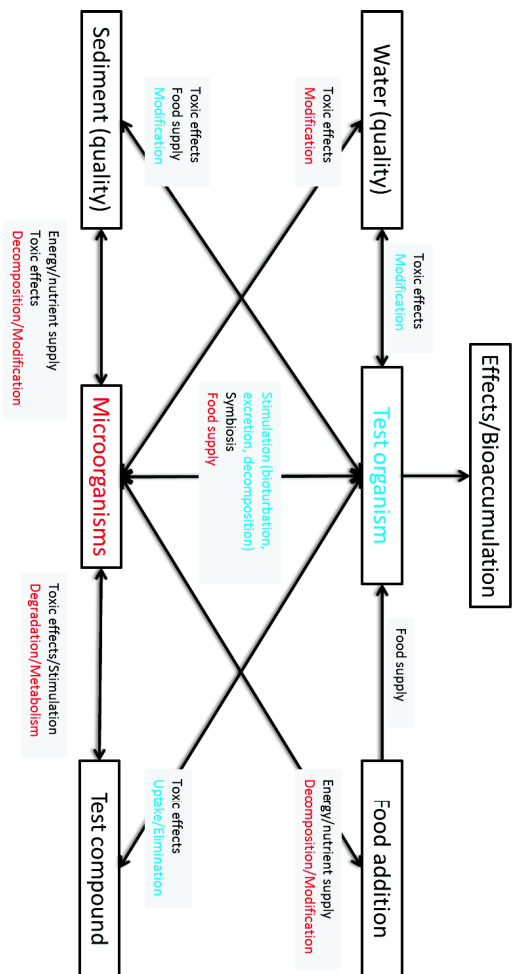 Effects/Bioaccumulation
Water (quality)
Toxic effects
Modification
Test organism
Food supply
Food addition
Toxic effects
Modification
Energy/nutrient supply
Decomposition/Modification
Stimulation (bioturbation,
excretion, decomposition)
Symbiosis
Food supply
Toxic effects
Food supply
Modification
Toxic effects
Uptake/Elimination
Sediment (quality)
Energy/nutrient supply
Toxic effects
Decomposition/Modification
Microorganisms
Toxic effects/Stimulation
Degradation/Metabolism
Test compound